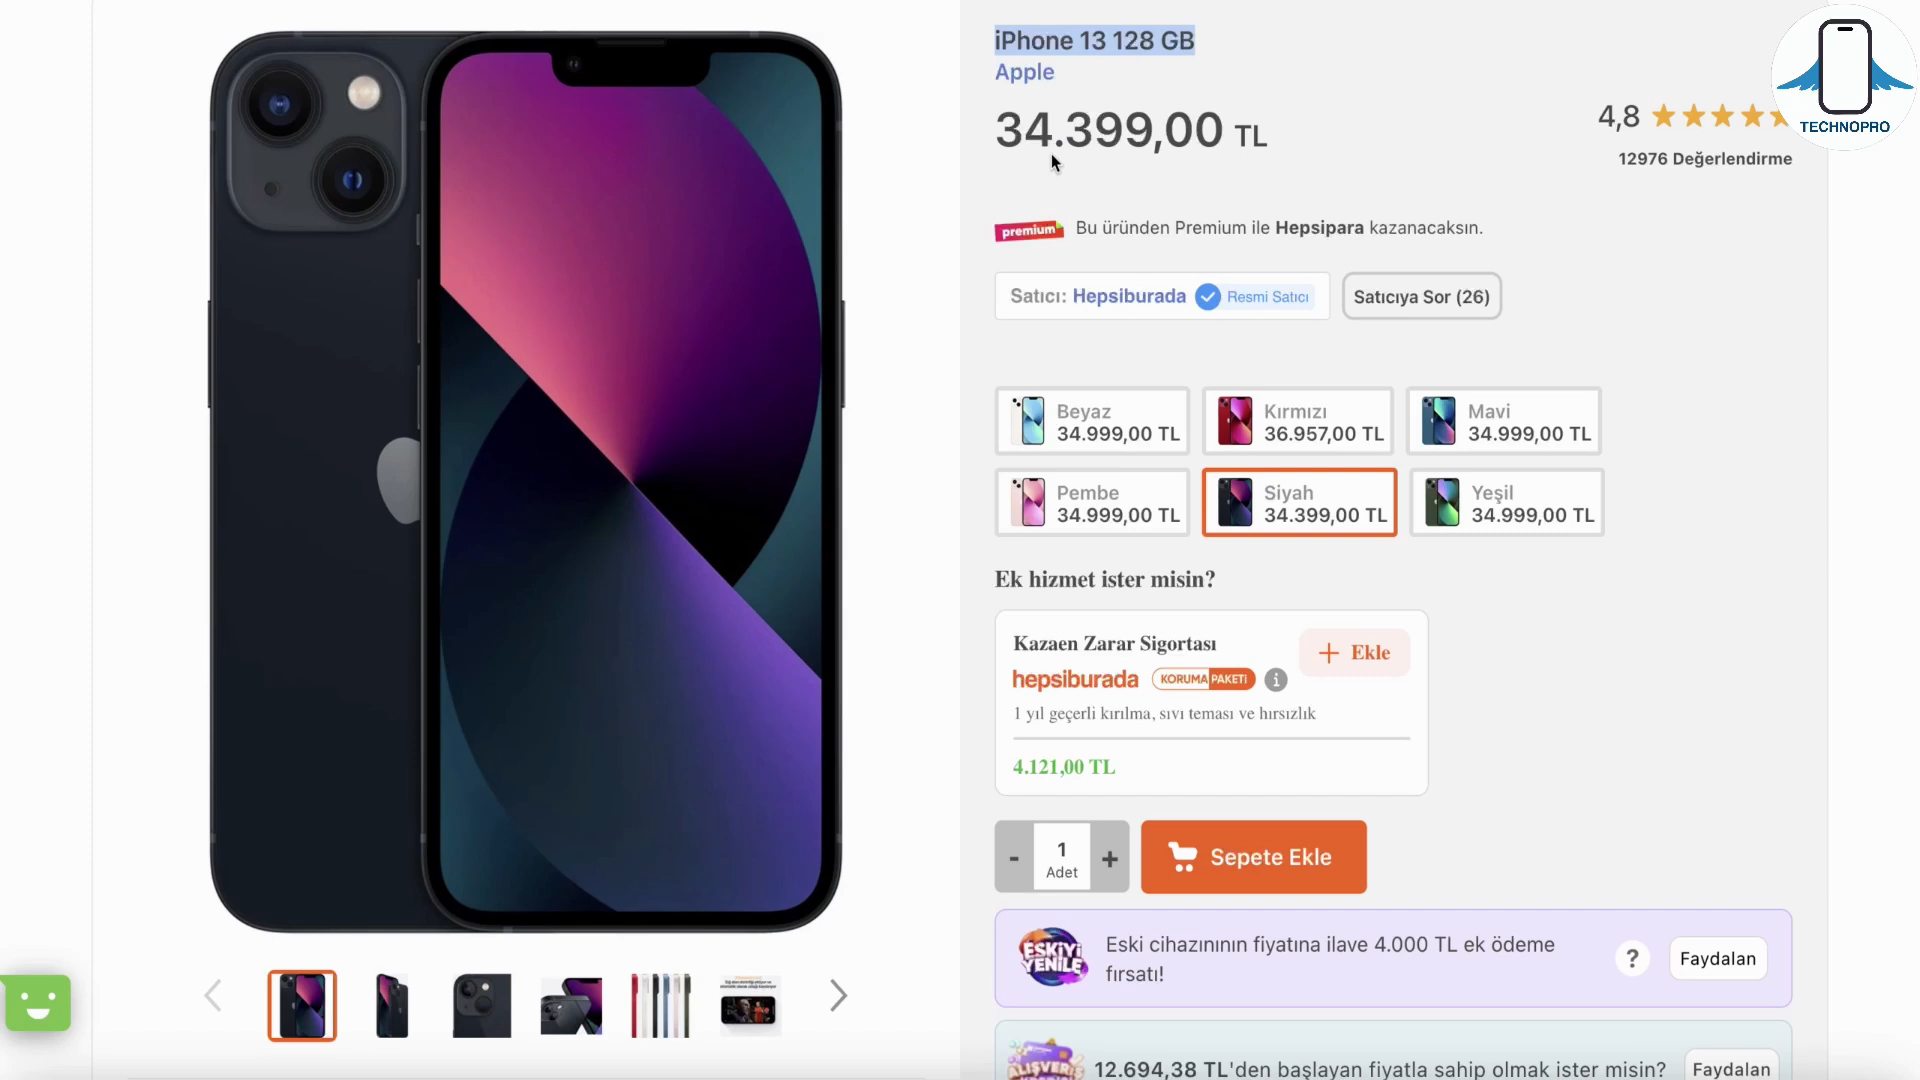 iPhone 13 128 GB
Apple
34.399,00 TL
4,8
12976 Değerlendirme
TECHNOPRO
premium
Bu üründen Premium ile Hepsipara kazanacaksın.
Satıcı: Hepsiburada Resmi Satıcı
Satıcıya Sor (26)
Beyaz
34.999,00 TL
Kırmızı
36.957,00 TL
Mavi
34.999,00 TL
Pembe
34.999,00 TL
Siyah
34.399,00 TL
Yeşil
34.999,00 TL
Ek hizmet ister misin?
Kazaen Zarar Sigortası
+ Ekle
hepsiburada KORUMA PAKETİ i
1 yıl geçerli kırılma, sıvı teması ve hırsızlık
4.121,00 TL
- 1 +
Adet
Sepete Ekle
ESKİYİ
YENİLE
Eski cihazınının fiyatına ilave 4.000 TL ek ödeme
fırsatı!
?
Faydalan
ALIŞVERİŞ
12.694,38 TL'den başlayan fiyatla sahip olmak ister misin?
Faydalan